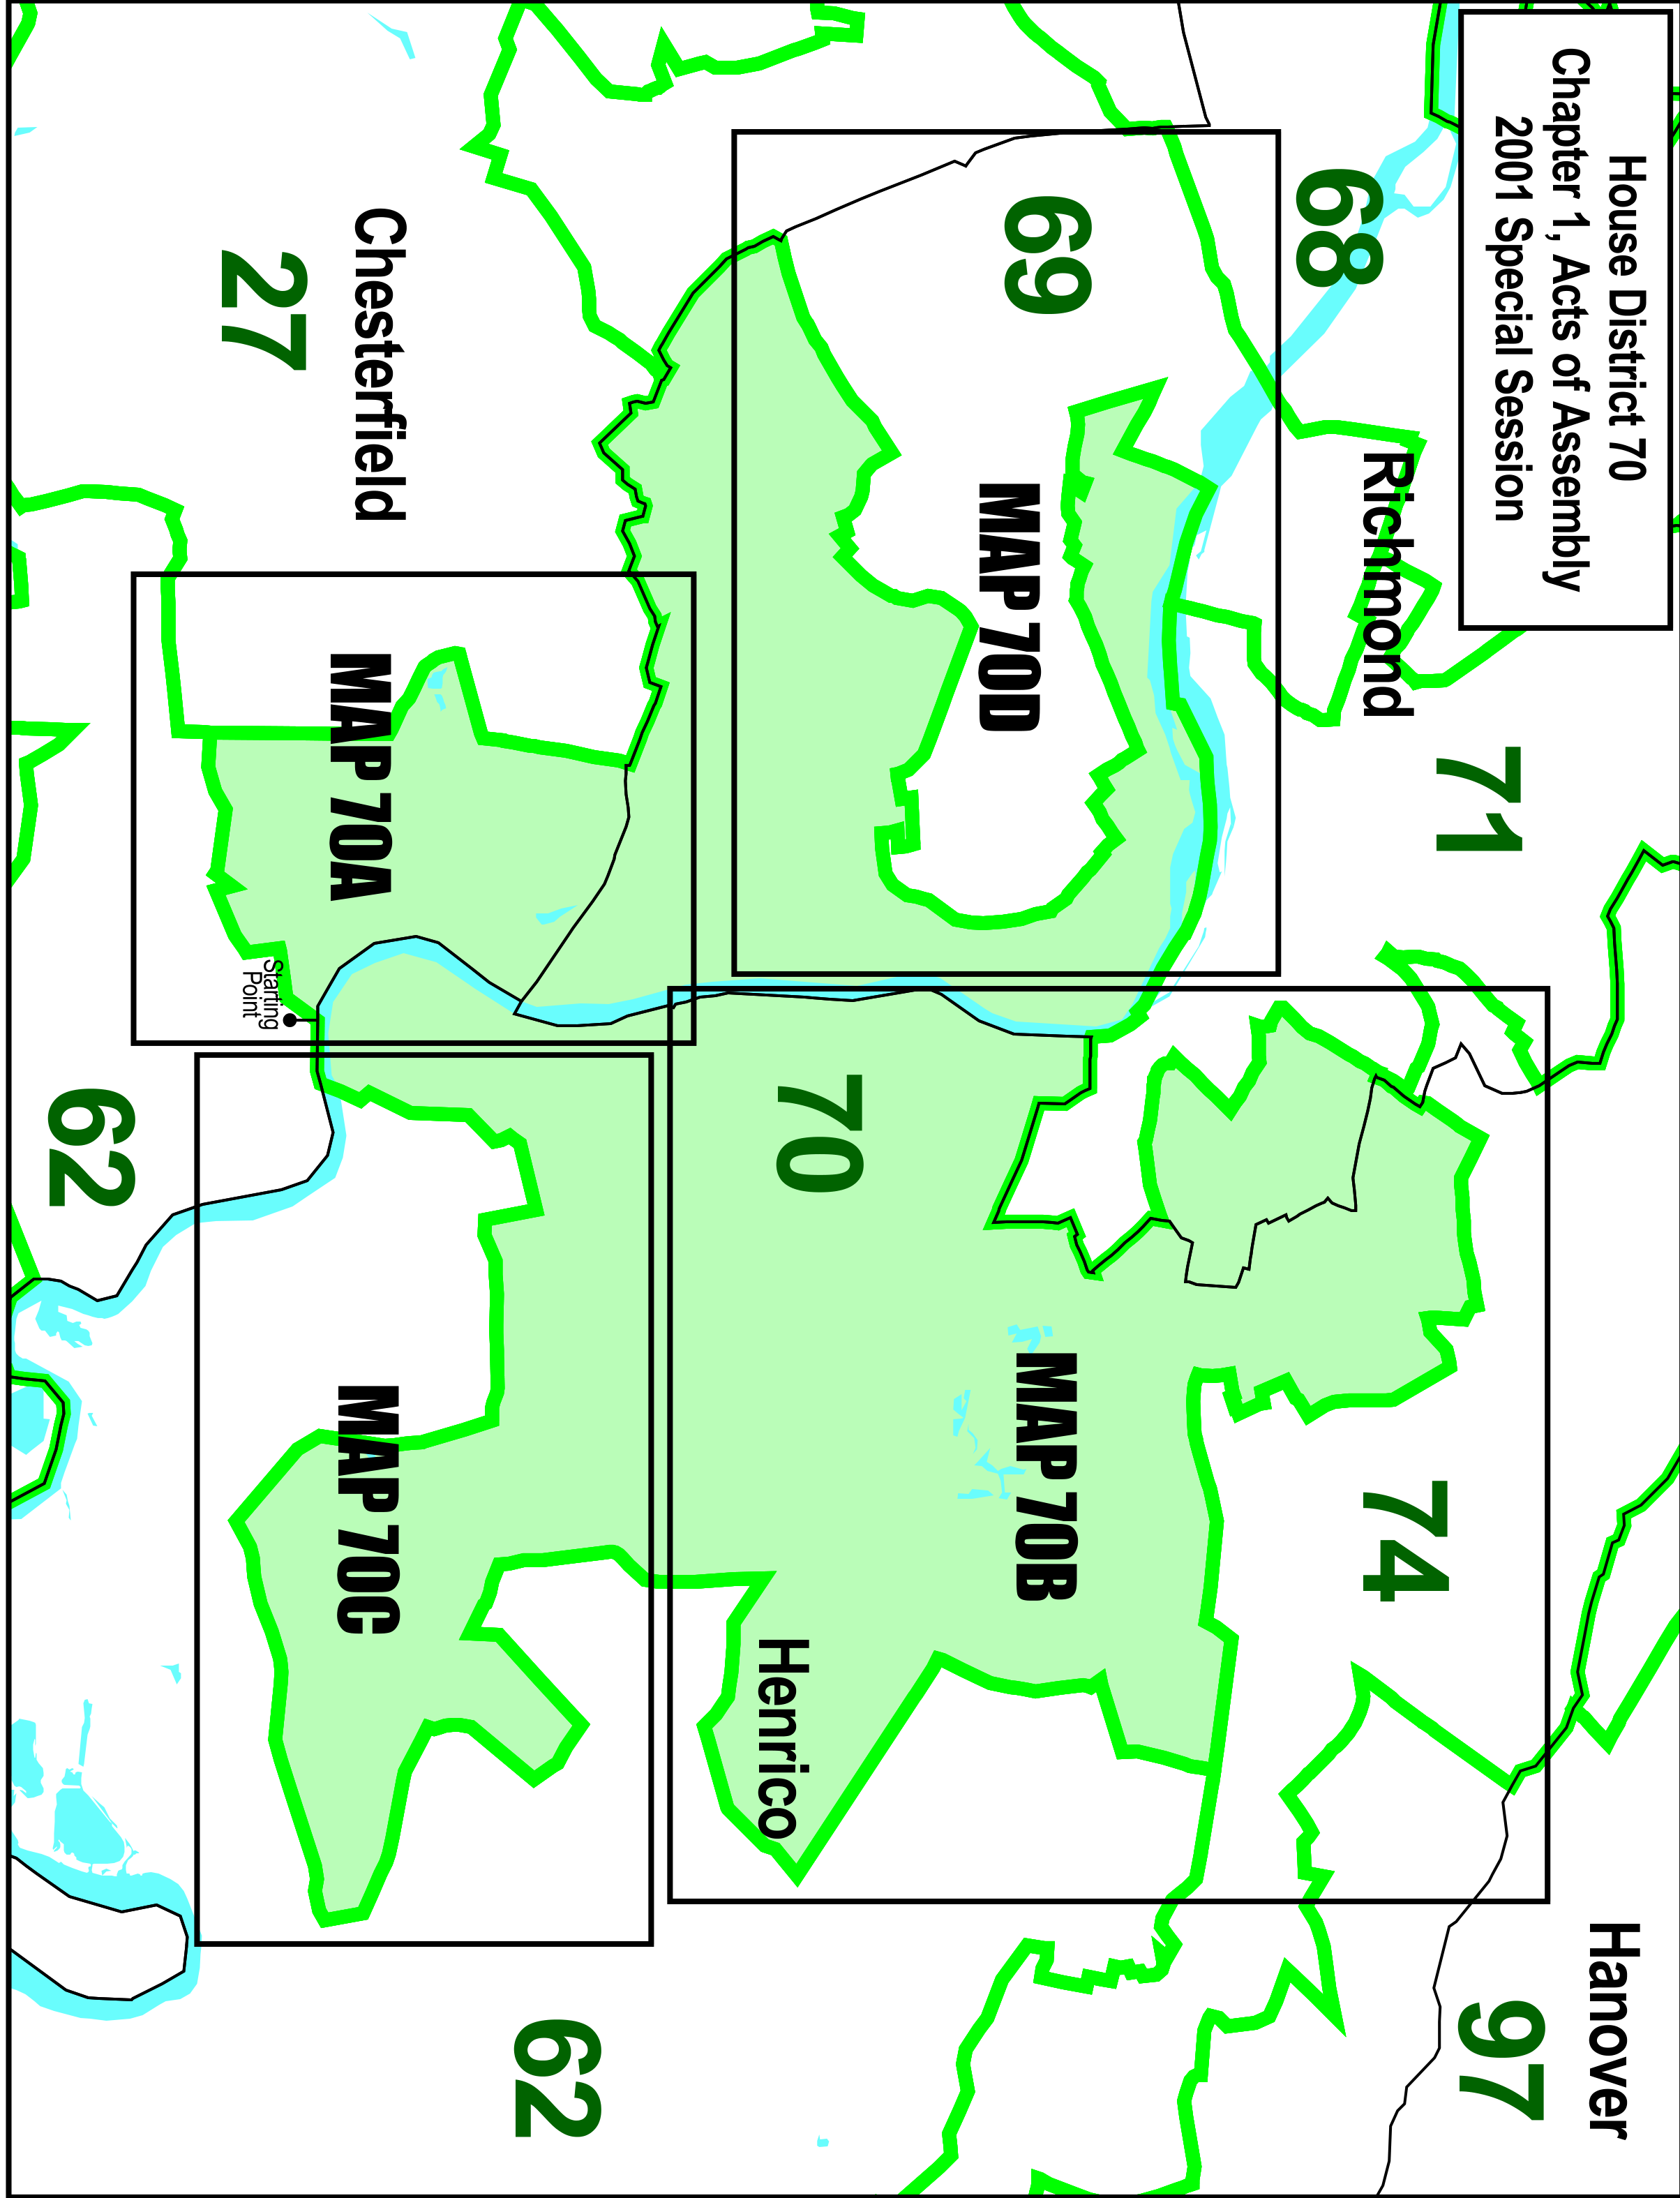 House District 70
Chapter 1, Acts of Assembly
2001 Special Session
Hanover
97
71
74
68
Richmond
69
MAP 70D
MAP 70B
70
Henrico
Chesterfield
27
MAP 70A
MAP 70C
62
Starting
Point
62